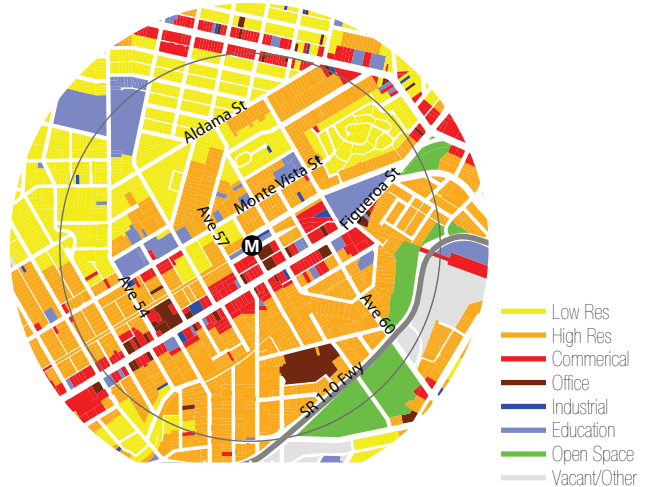 Aldama St
Monte Vista St
Figueroa St
Ave 57
M
Ave 54
Ave 60
SR 110 Fwy
Low Res
High Res
Commerical
Office
Industrial
Education
Open Space
Vacant/Other